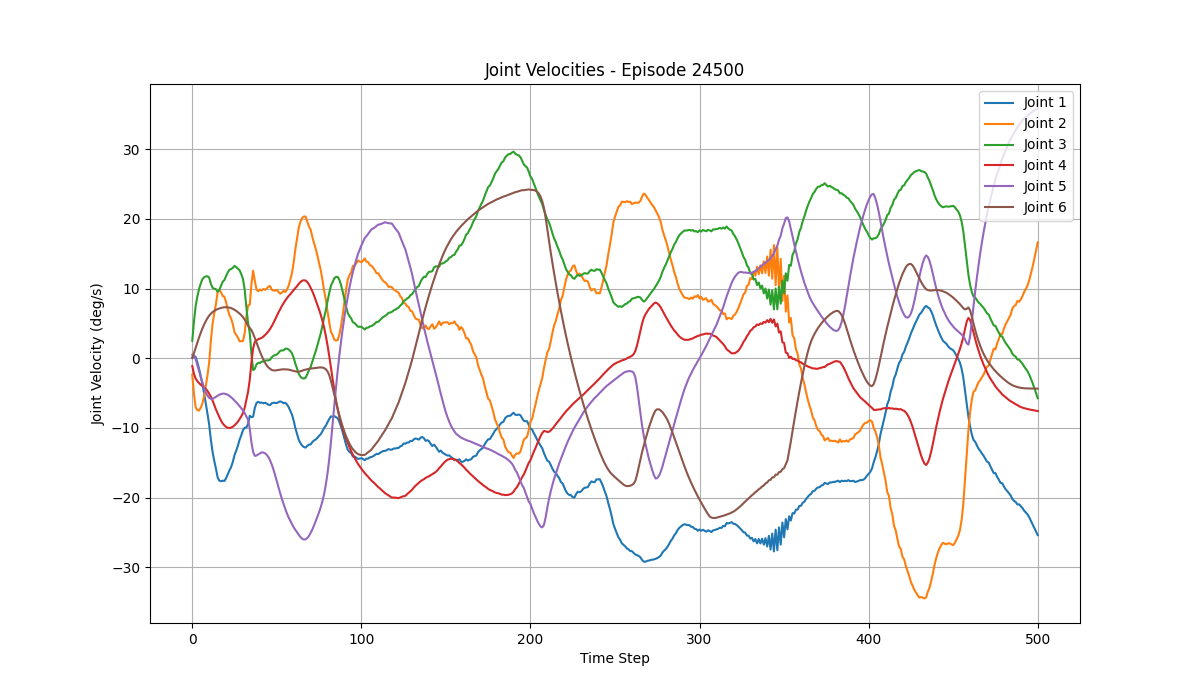 Joint Velocities - Episode 24500
Joint Velocity (deg/s)
30
20
10
0
−10
−20
−30
Joint 1
Joint 2
Joint 3
Joint 4
Joint 5
Joint 6
0
100
200
300
400
500
Time Step